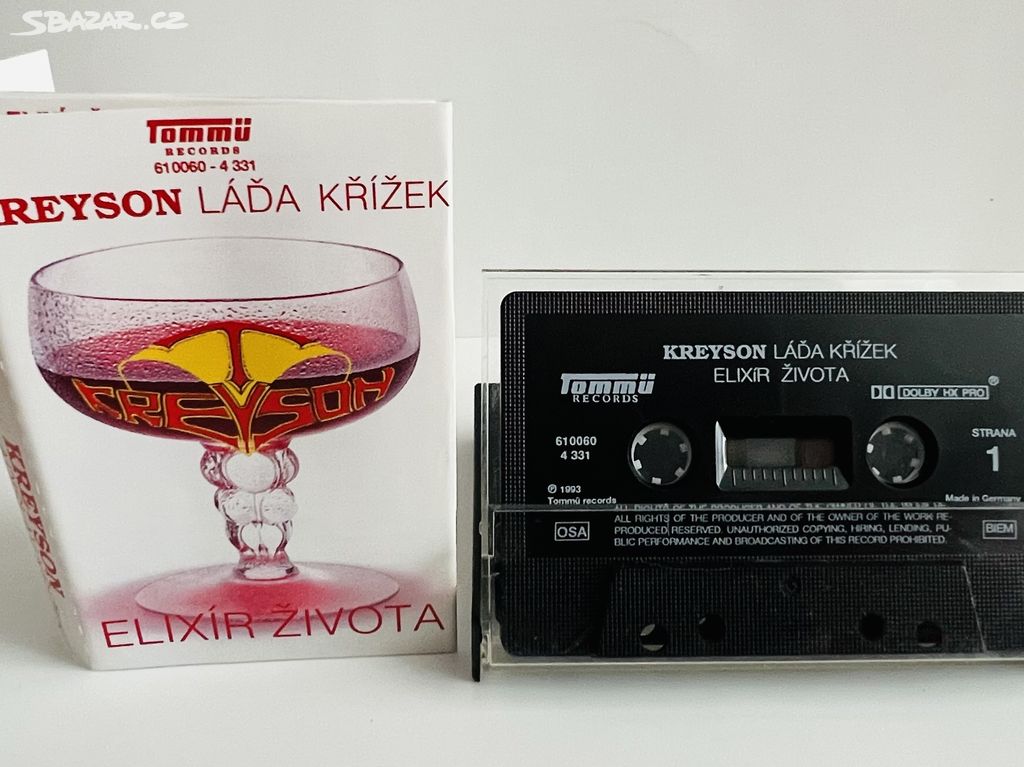 SBAZAR.CZ
Tommü
RECORDS
610060 - 4 331
REYSON LÁĎA KŘÍŽEK
KREYSON
ELIXÍR ŽIVOTA
KREYSON
KREYSON LÁĎA KŘÍŽEK
ELIXÍR ŽIVOTA
Tommü
RECORDS
DOLBY HX PRO ®
610060
4 331
STRANA
1
℗ 1993
Tommü records
Made in Germany
OSA
ALL RIGHTS OF THE PRODUCER AND OF THE OWNER OF THE WORK RE-
PRODUCED RESERVED. UNAUTHORIZED COPYING, HIRING, LENDING, PU-
BLIC PERFORMANCE AND BROADCASTING OF THIS RECORD PROHIBITED.
BIEM